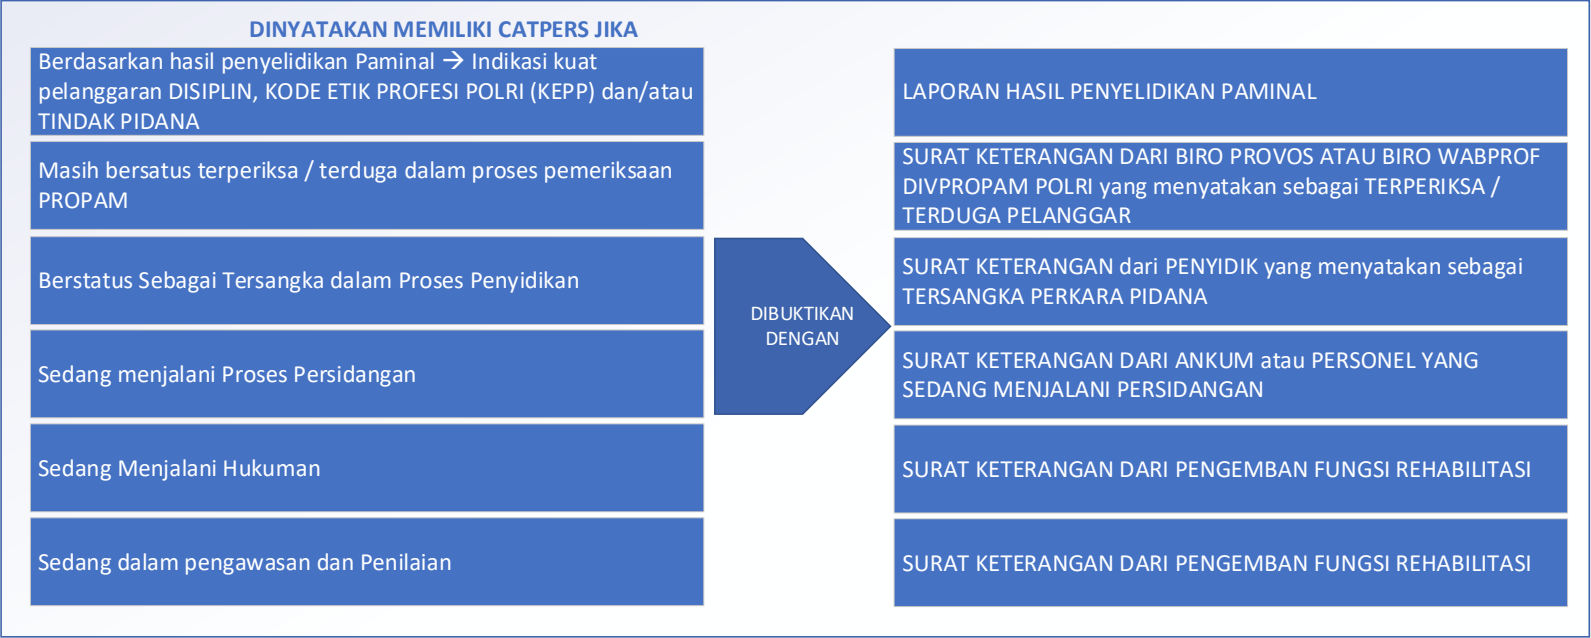 DINYATAKAN MEMILIKI CATPERS JIKA
Berdasarkan hasil penyelidikan Paminal → Indikasi kuat
pelanggaran DISIPLIN, KODE ETIK PROFESI POLRI (KEPP) dan/atau
TINDAK PIDANA
Masih bersatus terperiksa / terduga dalam proses pemeriksaan
PROPAM
Berstatus Sebagai Tersangka dalam Proses Penyidikan
Sedang menjalani Proses Persidangan
Sedang Menjalani Hukuman
Sedang dalam pengawasan dan Penilaian
DIBUKTIKAN
DENGAN
LAPORAN HASIL PENYELIDIKAN PAMINAL
SURAT KETERANGAN DARI BIRO PROVOS ATAU BIRO WABPROF
DIVPROPAM POLRI yang menyatakan sebagai TERPERIKSA /
TERDUGA PELANGGAR
SURAT KETERANGAN dari PENYIDIK yang menyatakan sebagai
TERSANGKA PERKARA PIDANA
SURAT KETERANGAN DARI ANKUM atau PERSONEL YANG
SEDANG MENJALANI PERSIDANGAN
SURAT KETERANGAN DARI PENGEMBAN FUNGSI REHABILITASI
SURAT KETERANGAN DARI PENGEMBAN FUNGSI REHABILITASI